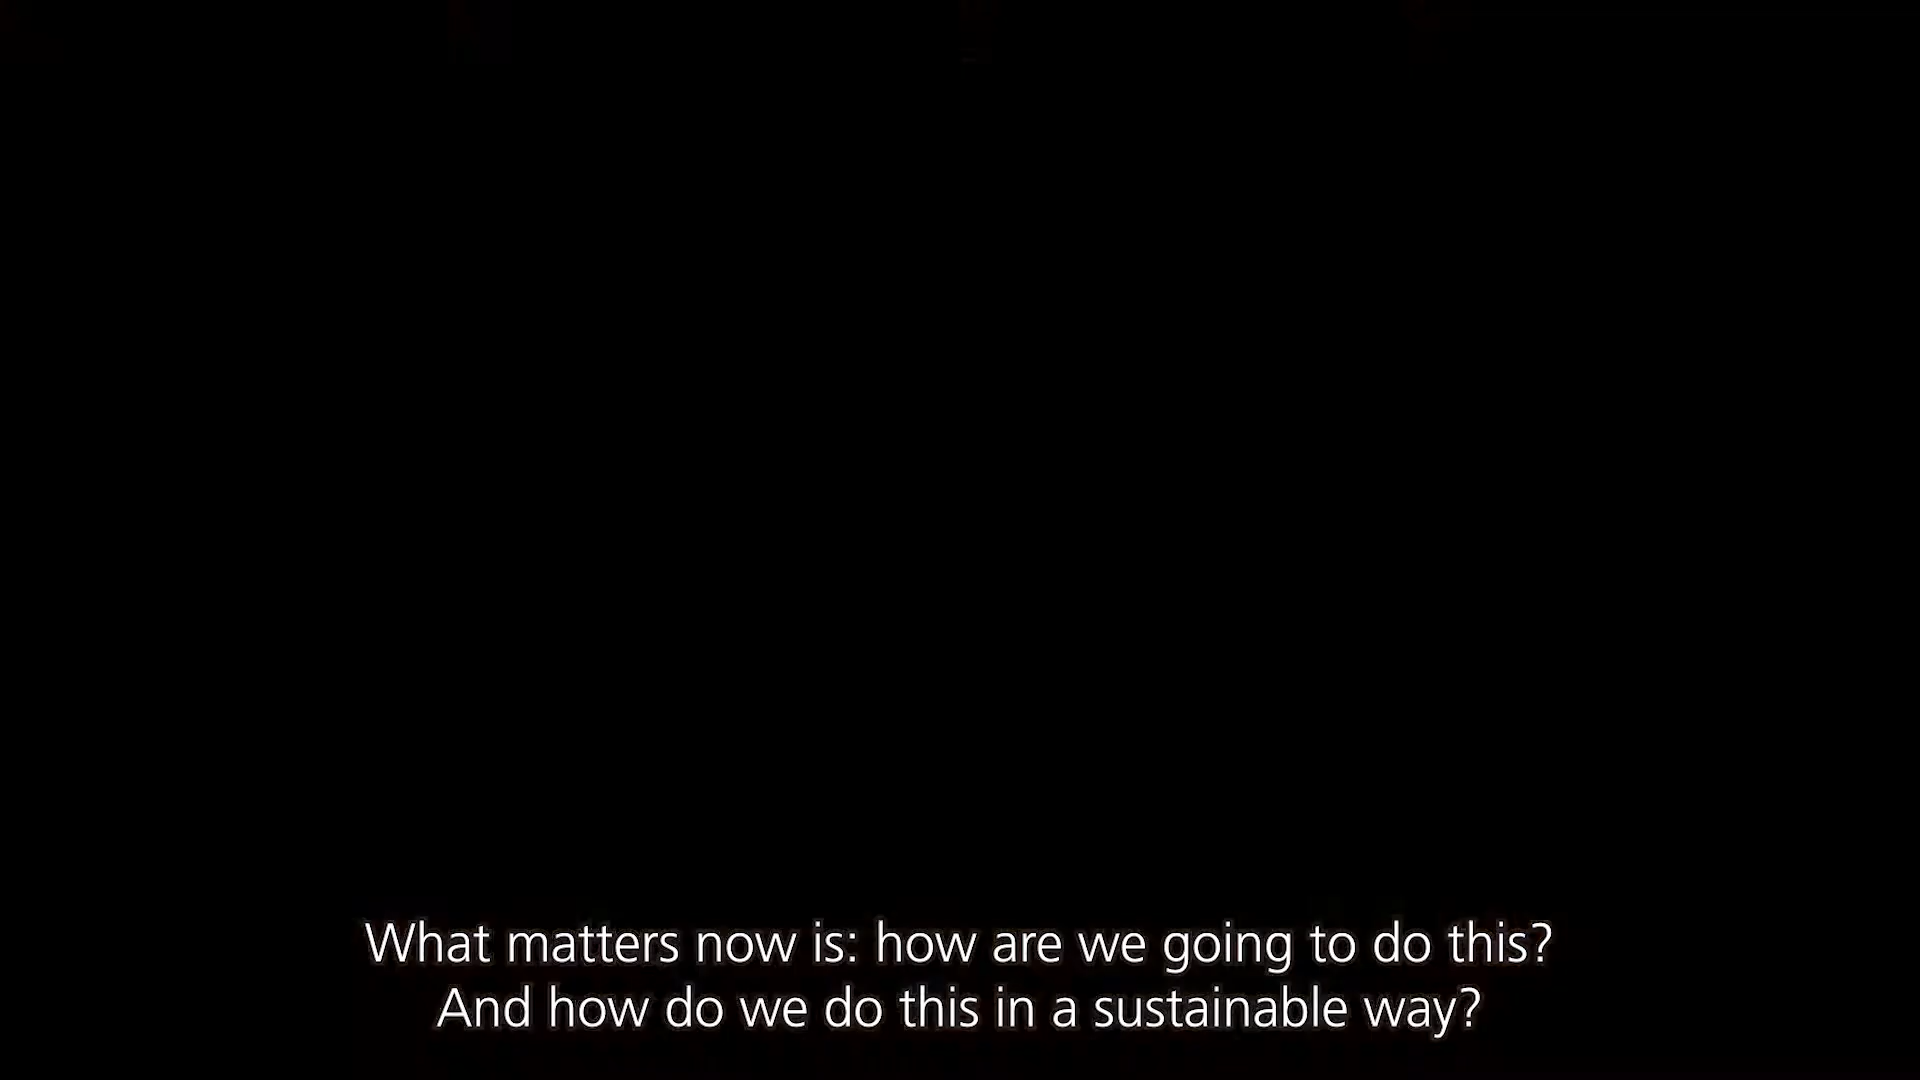 What matters now is: how are we going to do this?
And how do we do this in a sustainable way?